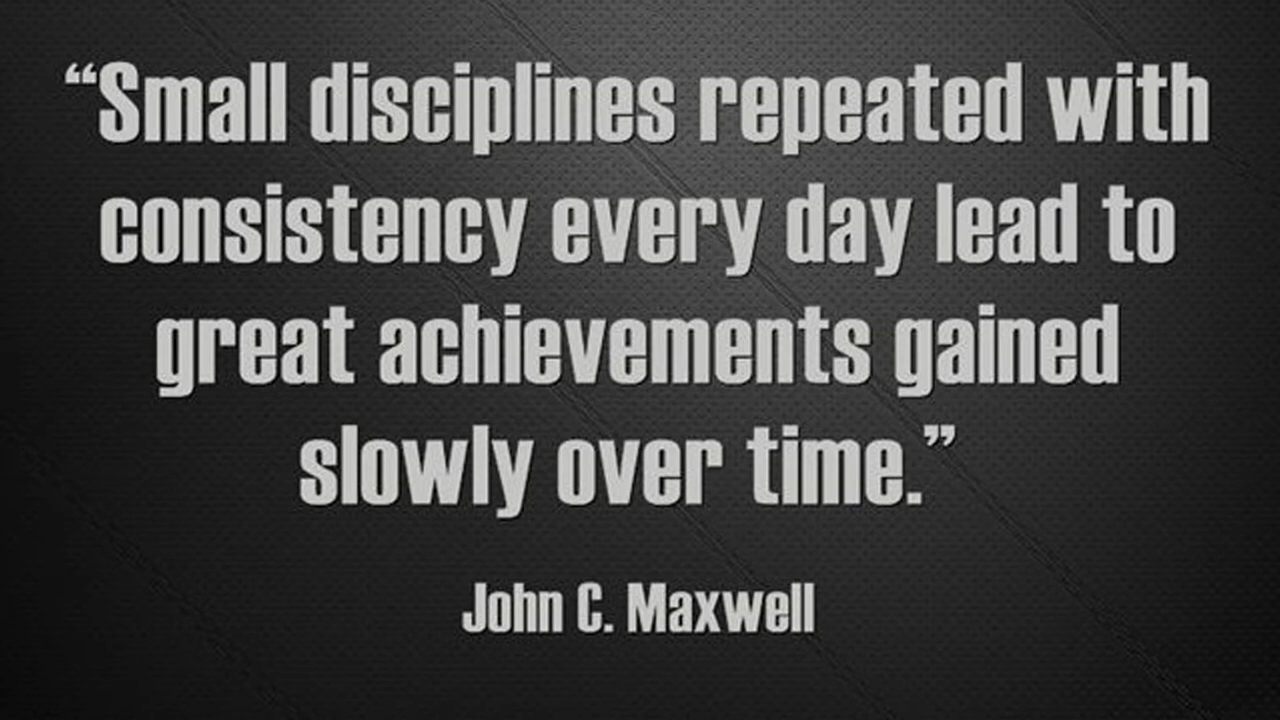 “Small disciplines repeated with
consistency every day lead to
great achievements gained
slowly over time.”
John C. Maxwell